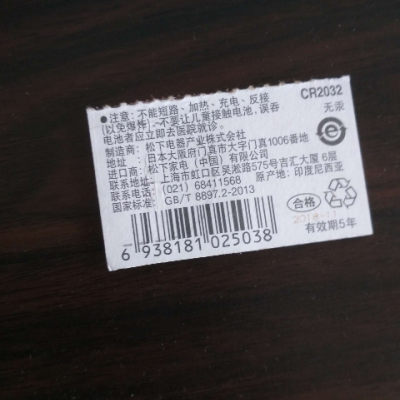 CR2032
●注意：不能短路、加热、充电、反接
(以免爆炸)。不要让儿童接触电池，误吞
电池者应立即去医院就诊。
无汞
制造商：松下电器产业株式会社
地址：日本大阪府门真市大字门真1006番地
进口商：松下家电（中国）有限公司
联系地址：上海市虹口区吴淞路575号吉汇大厦6层
联系电话：(021) 68411568 原产地：印度尼西亚
国家标准：GB/T 8897.2-2013
合格
有效期5年
6 938181 025038